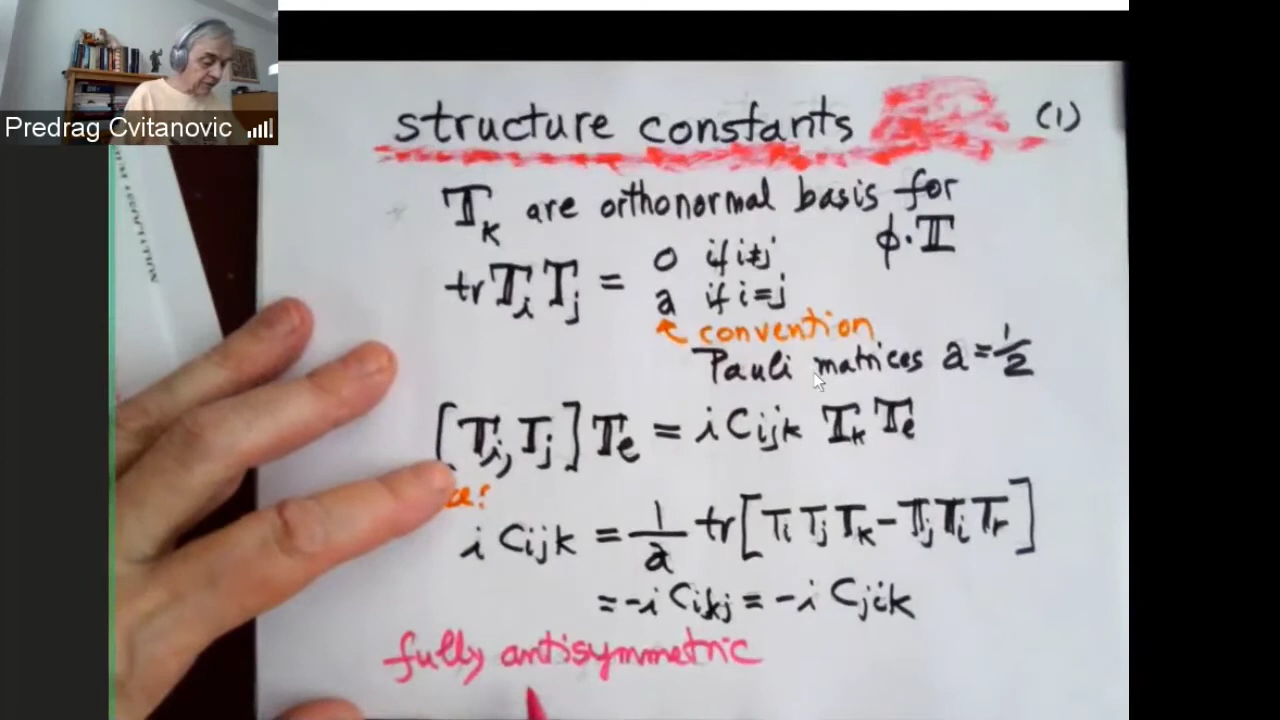 Predrag Cvitanovic
structure constants (1)
T_k are orthonormal basis for
φ·T
tr T_i T_j = 0 if i≠j
a if i=j
convention
Pauli matrices a = 1/2
[T_i, T_j] T_e = i C_ijk T_k T_e
i C_ijk = 1/a tr [T_i T_j T_k - T_j T_i T_r]
= -i C_ikj = -i C_jik
fully antisymmetric